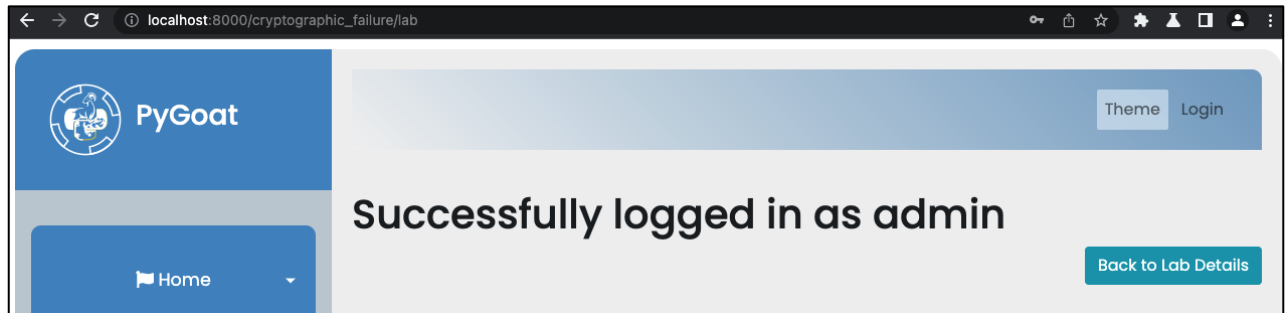 localhost:8000/cryptographic_failure/lab
PyGoat
Theme Login
Successfully logged in as admin
Back to Lab Details
Home